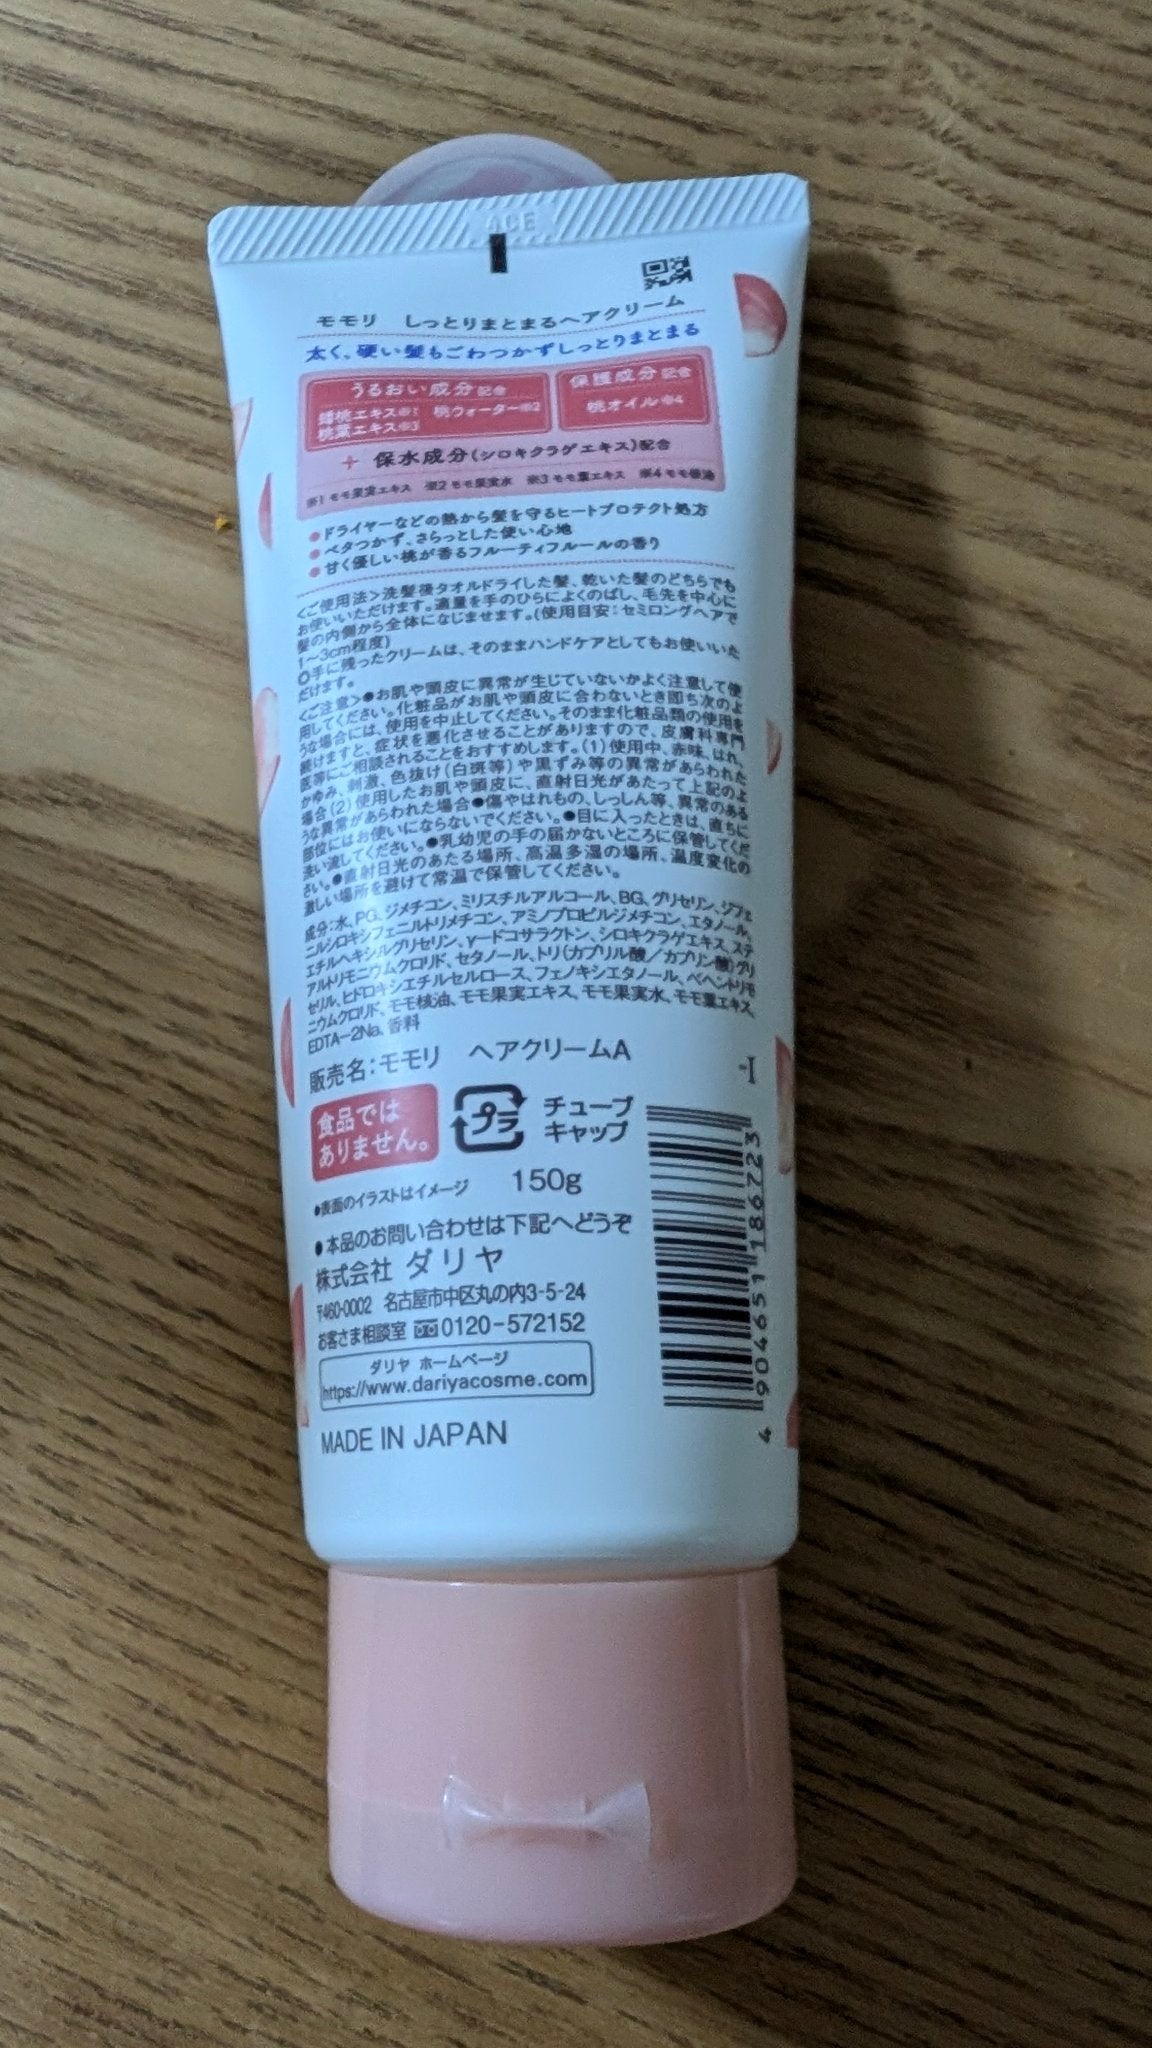 ACE
モモリ しっとりまとまるヘアクリーム
太く、硬い髪もごわつかずしっとりまとまる
うるおい成分配合
蟠桃エキス※1 桃ウォーター※2
桃葉エキス※3
保護成分配合
桃オイル※4
+ 保水成分(シロキクラゲエキス)配合
※1 モモ果実エキス ※2 モモ果実水 ※3 モモ葉エキス ※4 モモ核油
●ドライヤーなどの熱から髪を守るヒートプロテクト処方
●ベタつかず、さらっとした使い心地
●甘く優しい桃が香るフルーティフルールの香り
<ご使用法>洗髪後タオルドライした髪、乾いた髪のどちらでも
お使いいただけます。適量を手のひらによくのばし、毛先を中心に
髪の内側から全体になじませます。(使用目安:セミロングヘアで
1~3cm程度)
◎手に残ったクリームは、そのままハンドケアとしてもお使いいた
だけます。
<ご注意>●お肌や頭皮に異常が生じていないかよく注意して使
用してください。化粧品がお肌や頭皮に合わないとき即ち次のよ
うな場合には、使用を中止してください。そのまま化粧品類の使用を
続けますと、症状を悪化させることがありますので、皮膚科専門
医等にご相談されることをおすすめします。(1)使用中、赤味、はれ、
かゆみ、刺激、色抜け(白斑等)や黒ずみ等の異常があらわれた
場合(2)使用したお肌や頭皮に、直射日光があたって上記のよ
うな異常があらわれた場合●傷やはれもの、しっしん等、異常のある
部位にはお使いにならないでください。●目に入ったときは、直ちに
洗い流してください。●乳幼児の手の届かないところに保管してくだ
さい。●直射日光のあたる場所、高温多湿の場所、温度変化の
激しい場所を避けて常温で保管してください。
成分:水、PG、ジメチコン、ミリスチルアルコール、BG、グリセリン、ジフェ
ニルシロキシフェニルトリメチコン、アミノプロピルジメチコン、エタノール、
エチルヘキシルグリセリン、γードコサラクトン、シロキクラゲエキス、ステ
アルトリモニウムクロリド、セタノール、トリ(カプリル酸/カプリン酸)グリ
セリル、ヒドロキシエチルセルロース、フェノキシエタノール、ベヘントリモ
ニウムクロリド、モモ核油、モモ果実エキス、モモ果実水、モモ葉エキス、
EDTA-2Na、香料
販売名:モモリ ヘアクリームA
-I
食品では
ありません。
プラ
チューブ
キャップ
●表面のイラストはイメージ 150g
●本品のお問い合わせは下記へどうぞ
株式会社 ダリヤ
〒460-0002 名古屋市中区丸の内3-5-24
お客さま相談室 0120-572152
ダリヤ ホームページ
https://www.dariyacosme.com
MADE IN JAPAN
4 904651 186723